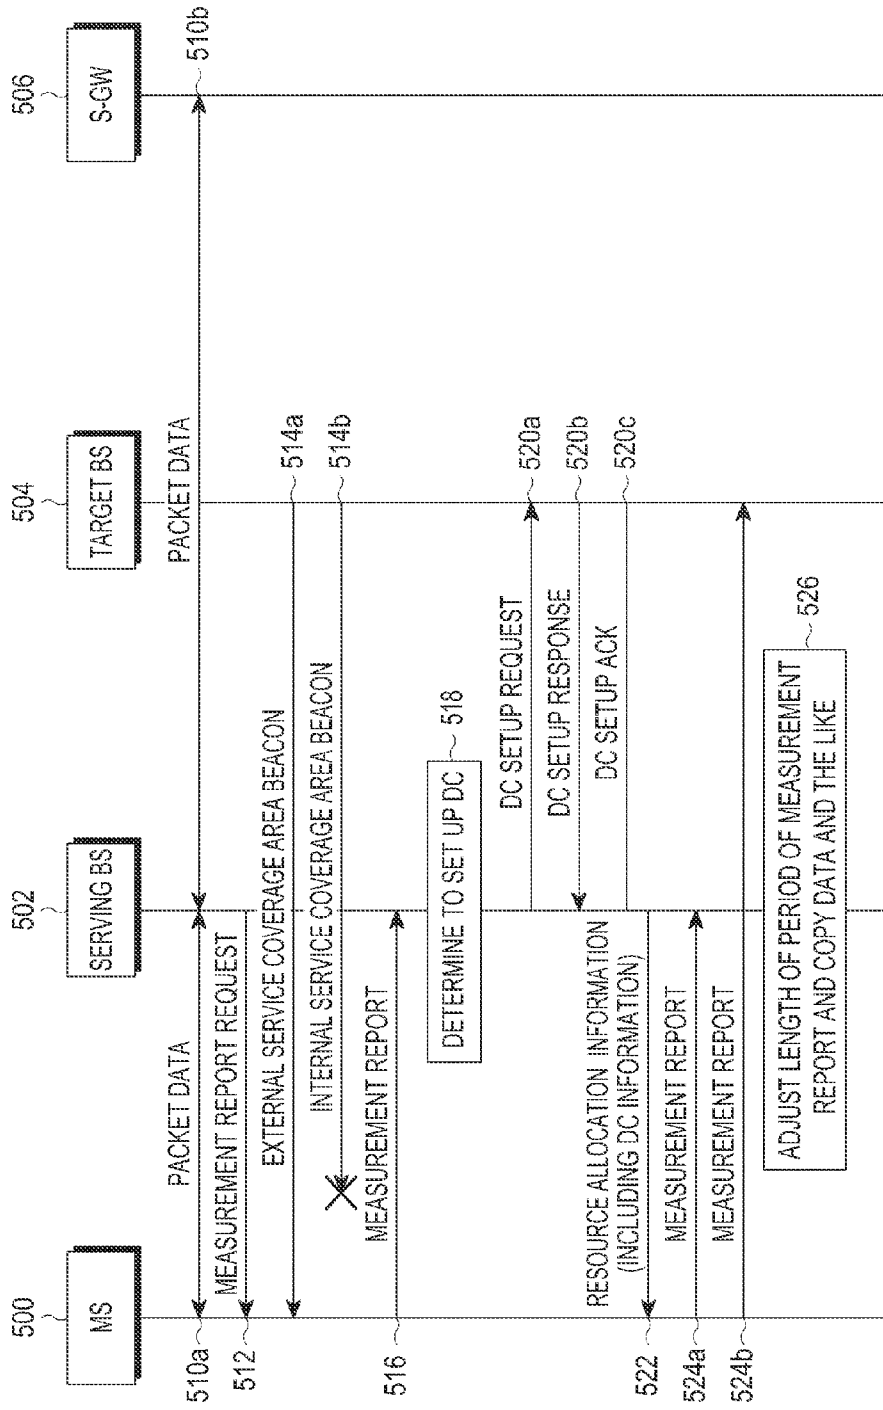 500
MS
502
SERVING BS
504
TARGET BS
506
S-GW
510a
PACKET DATA
PACKET DATA
510b
512
MEASUREMENT REPORT REQUEST
EXTERNAL SERVICE COVERAGE AREA BEACON
514a
INTERNAL SERVICE COVERAGE AREA BEACON
514b
516
MEASUREMENT REPORT
DETERMINE TO SET UP DC
518
DC SETUP REQUEST
520a
DC SETUP RESPONSE
520b
DC SETUP ACK
520c
522
RESOURCE ALLOCATION INFORMATION
(INCLUDING DC INFORMATION)
524a
MEASUREMENT REPORT
524b
MEASUREMENT REPORT
ADJUST LENGTH OF PERIOD OF MEASUREMENT
REPORT AND COPY DATA AND THE LIKE
526